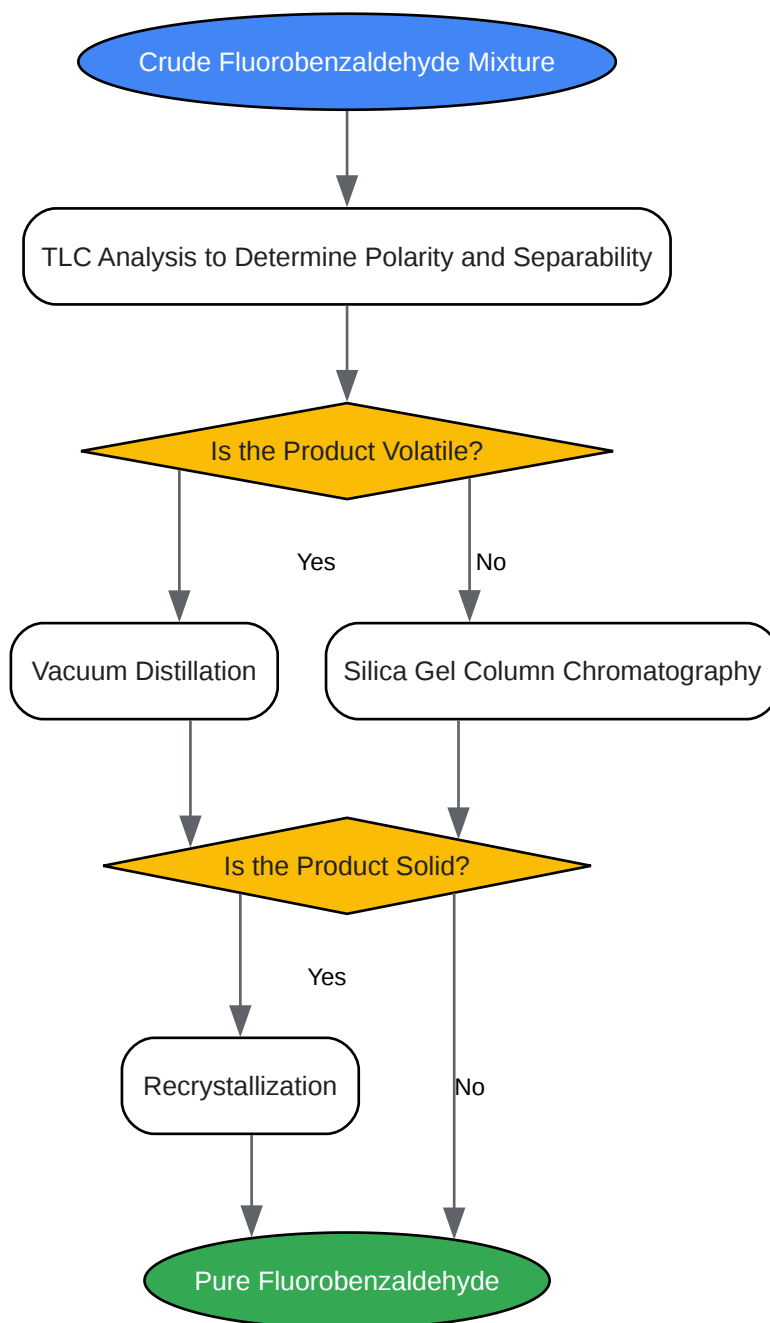 Crude Fluorobenzaldehyde Mixture
TLC Analysis to Determine Polarity and Separability
Is the Product Volatile?
Yes
No
Vacuum Distillation
Silica Gel Column Chromatography
Is the Product Solid?
Yes
Recrystallization
No
Pure Fluorobenzaldehyde